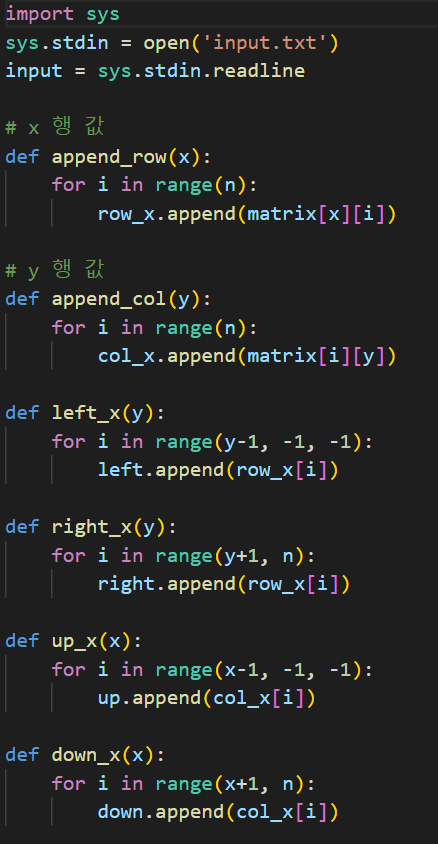 import sys
sys.stdin = open('input.txt')
input = sys.stdin.readline

# x 행 값
def append_row(x):
    for i in range(n):
        row_x.append(matrix[x][i])

# y 행 값
def append_col(y):
    for i in range(n):
        col_x.append(matrix[i][y])

def left_x(y):
    for i in range(y-1, -1, -1):
        left.append(row_x[i])

def right_x(y):
    for i in range(y+1, n):
        right.append(row_x[i])

def up_x(x):
    for i in range(x-1, -1, -1):
        up.append(col_x[i])

def down_x(x):
    for i in range(x+1, n):
        down.append(col_x[i])